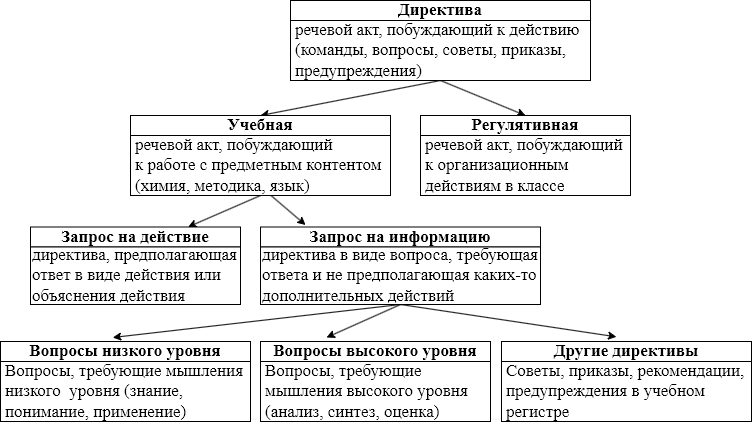 Директива
речевой акт, побуждающий к действию
(команды, вопросы, советы, приказы,
предупреждения)
Учебная
речевой акт, побуждающий
к работе с предметным контентом
(химия, методика, язык)
Регулятивная
речевой акт, побуждающий
к организационным
действиям в классе
Запрос на действие
директива, предполагающая
ответ в виде действия или
объяснения действия
Запрос на информацию
директива в виде вопроса, требующая
ответа и не предполагающая каких-то
дополнительных действий
Вопросы низкого уровня
Вопросы, требующие мышления
низкого уровня (знание,
понимание, применение)
Вопросы высокого уровня
Вопросы, требующие
мышления высокого уровня
(анализ, синтез, оценка)
Другие директивы
Советы, приказы, рекомендации,
предупреждения в учебном
регистре